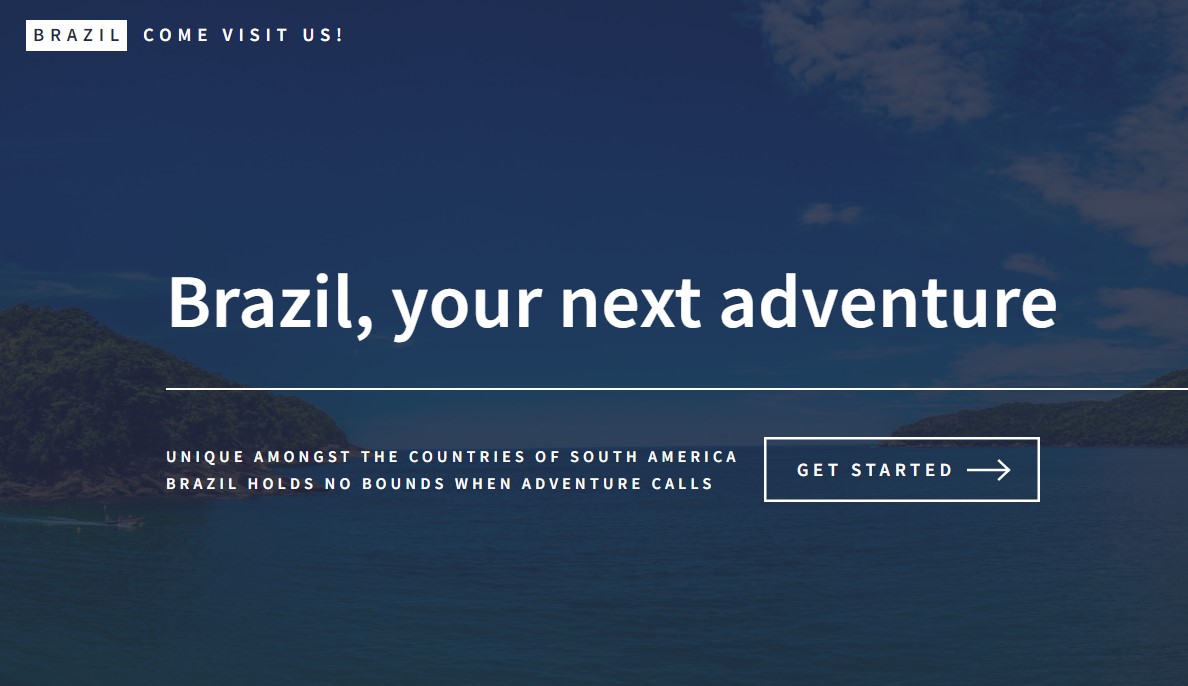 BRAZIL COME VISIT US!
Brazil, your next adventure
UNIQUE AMONGST THE COUNTRIES OF SOUTH AMERICA
BRAZIL HOLDS NO BOUNDS WHEN ADVENTURE CALLS
GET STARTED